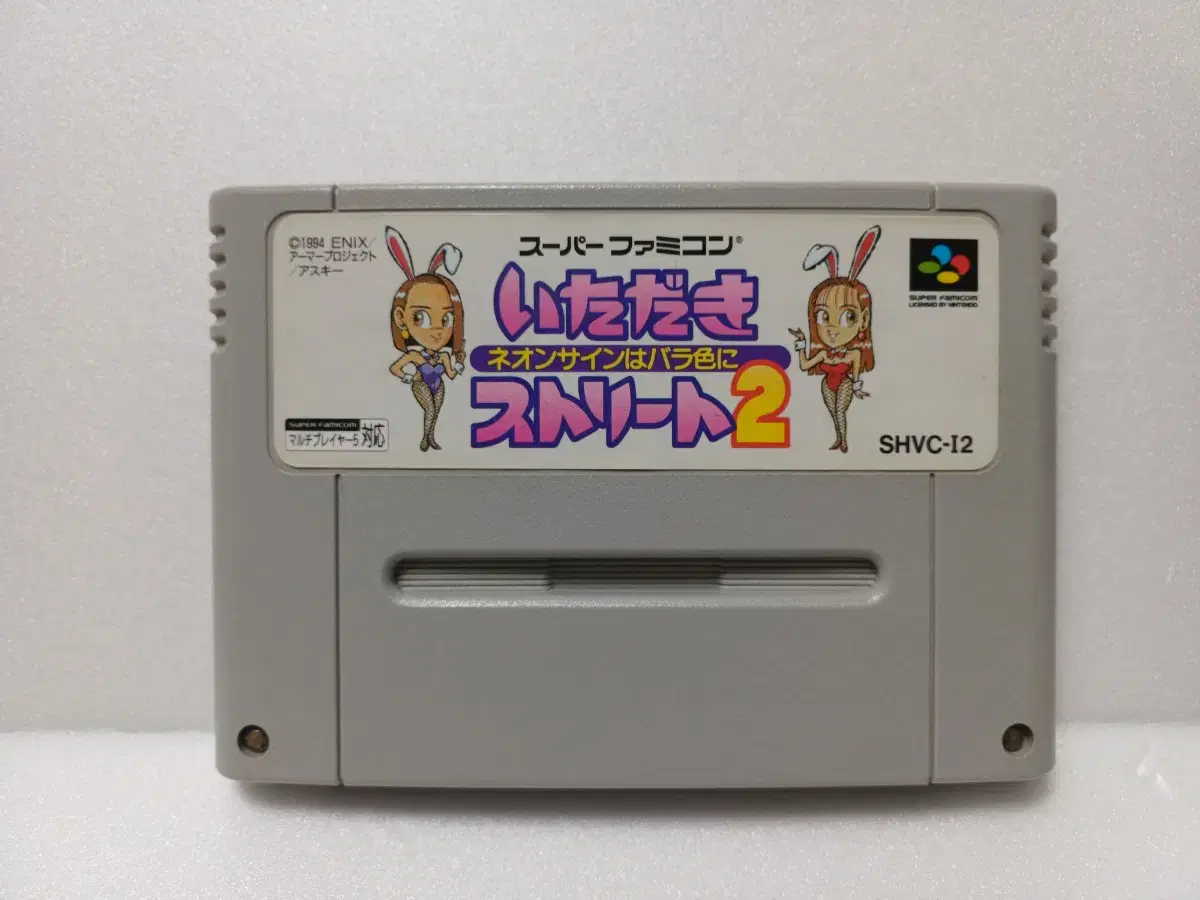 ©1994 ENIX/
アーマープロジェクト
/アスキー
スーパーファミコン®
いただき
ネオンサインはバラ色に
ストリート2
SUPER FAMICOM
LICENSED BY NINTENDO
SUPER FAMICOM
マルチプレイヤー5 対応
SHVC-I2